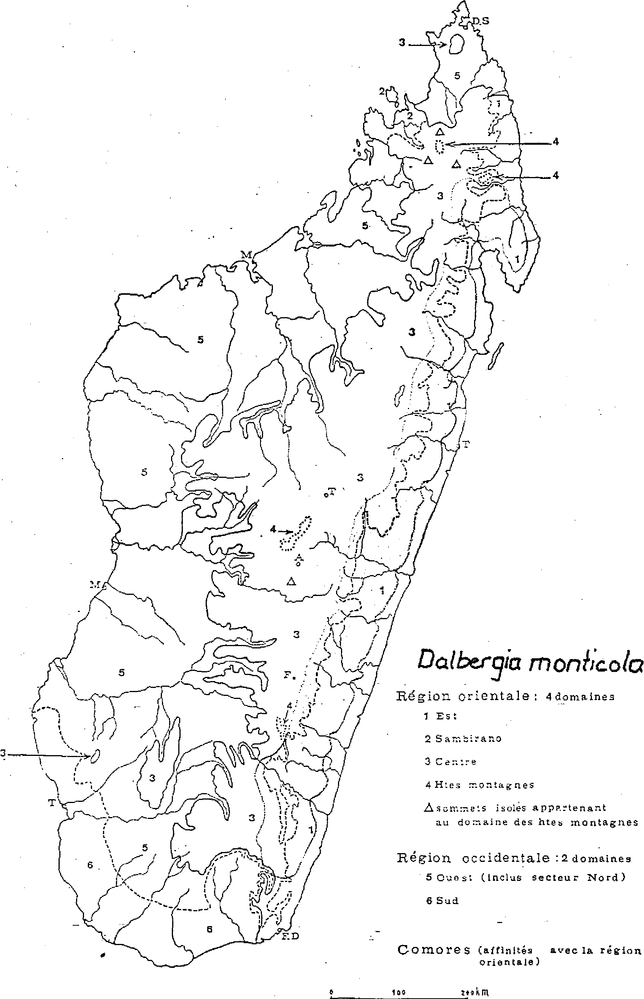 D.S
3
5
2
1
2
4
4
3
5
1
M
3
5
T
5
3
T
4
A
Ma
1
3
5
F.
4
3
3
T
3
1
5
6
6
F.D
Dalbergia monticola
Région orientale : 4 domaines
1 Est
2 Sambirano
3 Centre
4 Htes montagnes
Δ sommets isolés appartenant
au domaine des htes montagnes
Région occidentale : 2 domaines
5 Ouest (inclus secteur Nord)
6 Sud
Comores (affinités avec la région
orientale)
0 100 200km